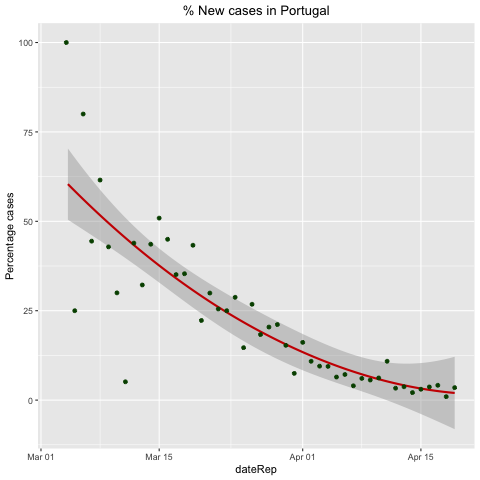 % New cases in Portugal
Percentage cases
100
75
50
25
0
Mar 01 Mar 15 Apr 01 Apr 15
dateRep